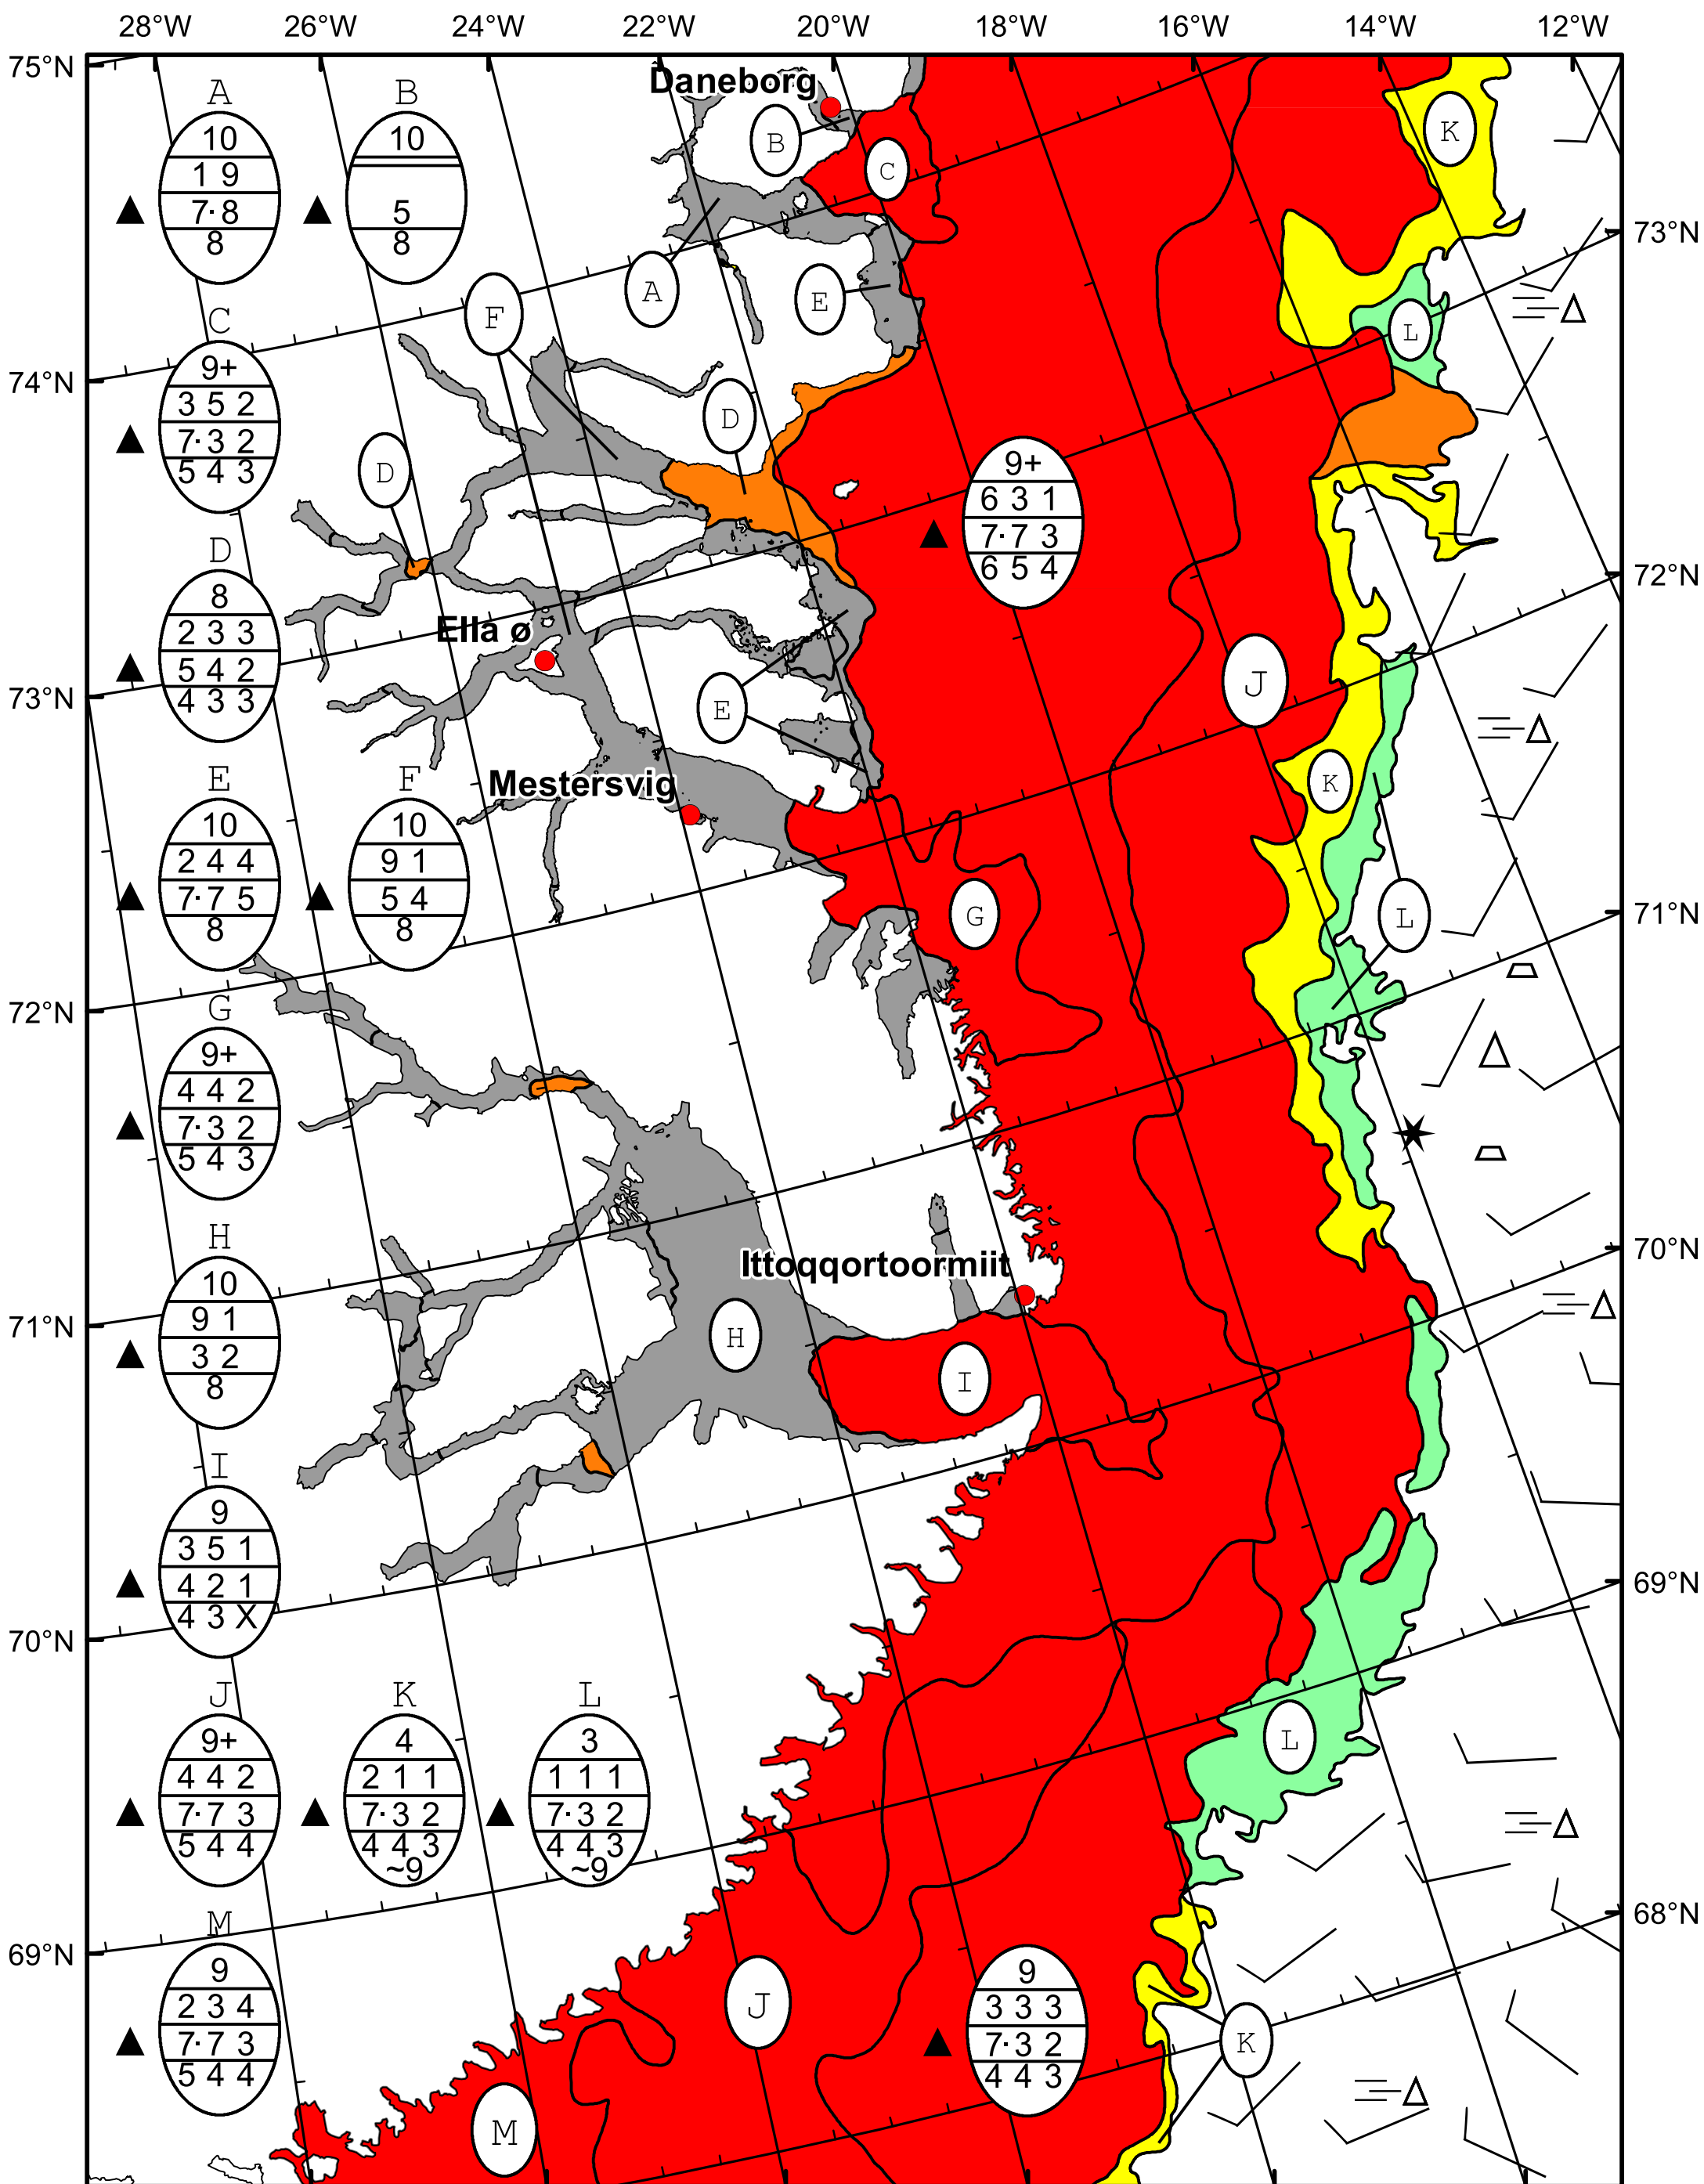 28°W 26°W 24°W 22°W 20°W 18°W 16°W 14°W 12°W
75°N
Daneborg
A B
10 10
1 9
7· 8 5
8 8
B
C
K
73°N
A
E
F
L
C
9+
3 5 2
7· 3 2
5 4 3
74°N
D
D
9+
6 3 1
7· 7 3
6 5 4
D
8
2 3 3
5 4 2
4 3 3
72°N
Ella ø
73°N
J
E
K
Mestersvig
E F
10 10
2 4 4 9 1
7· 7 5 5 4
8 8
G
L
71°N
72°N
G
9+
4 4 2
7· 3 2
5 4 3
H
10
9 1
3 2
8
Ittoqqortoormiit
70°N
71°N
H
I
I
9
3 5 1
4 2 1
4 3 X
69°N
70°N
J K L
9+ 4 3
4 4 2 2 1 1 1 1 1
7· 7 3 7· 3 2 7· 3 2
5 4 4 4 4 3 4 4 3
~9 ~9
L
68°N
69°N
M
9
2 3 4
7· 7 3
5 4 4
J
9
3 3 3
7· 3 2
4 4 3
K
M